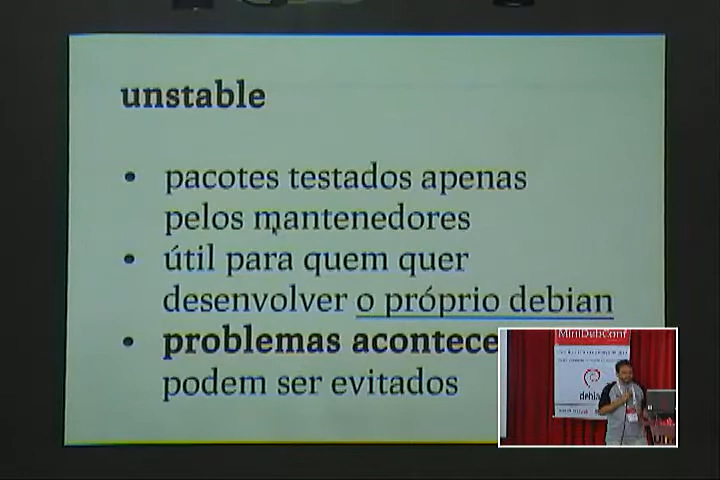 unstable
• pacotes testados apenas
pelos mantenedores
• útil para quem quer
desenvolver o próprio debian
• problemas acontece
podem ser evitados
MiniDebConf
debia